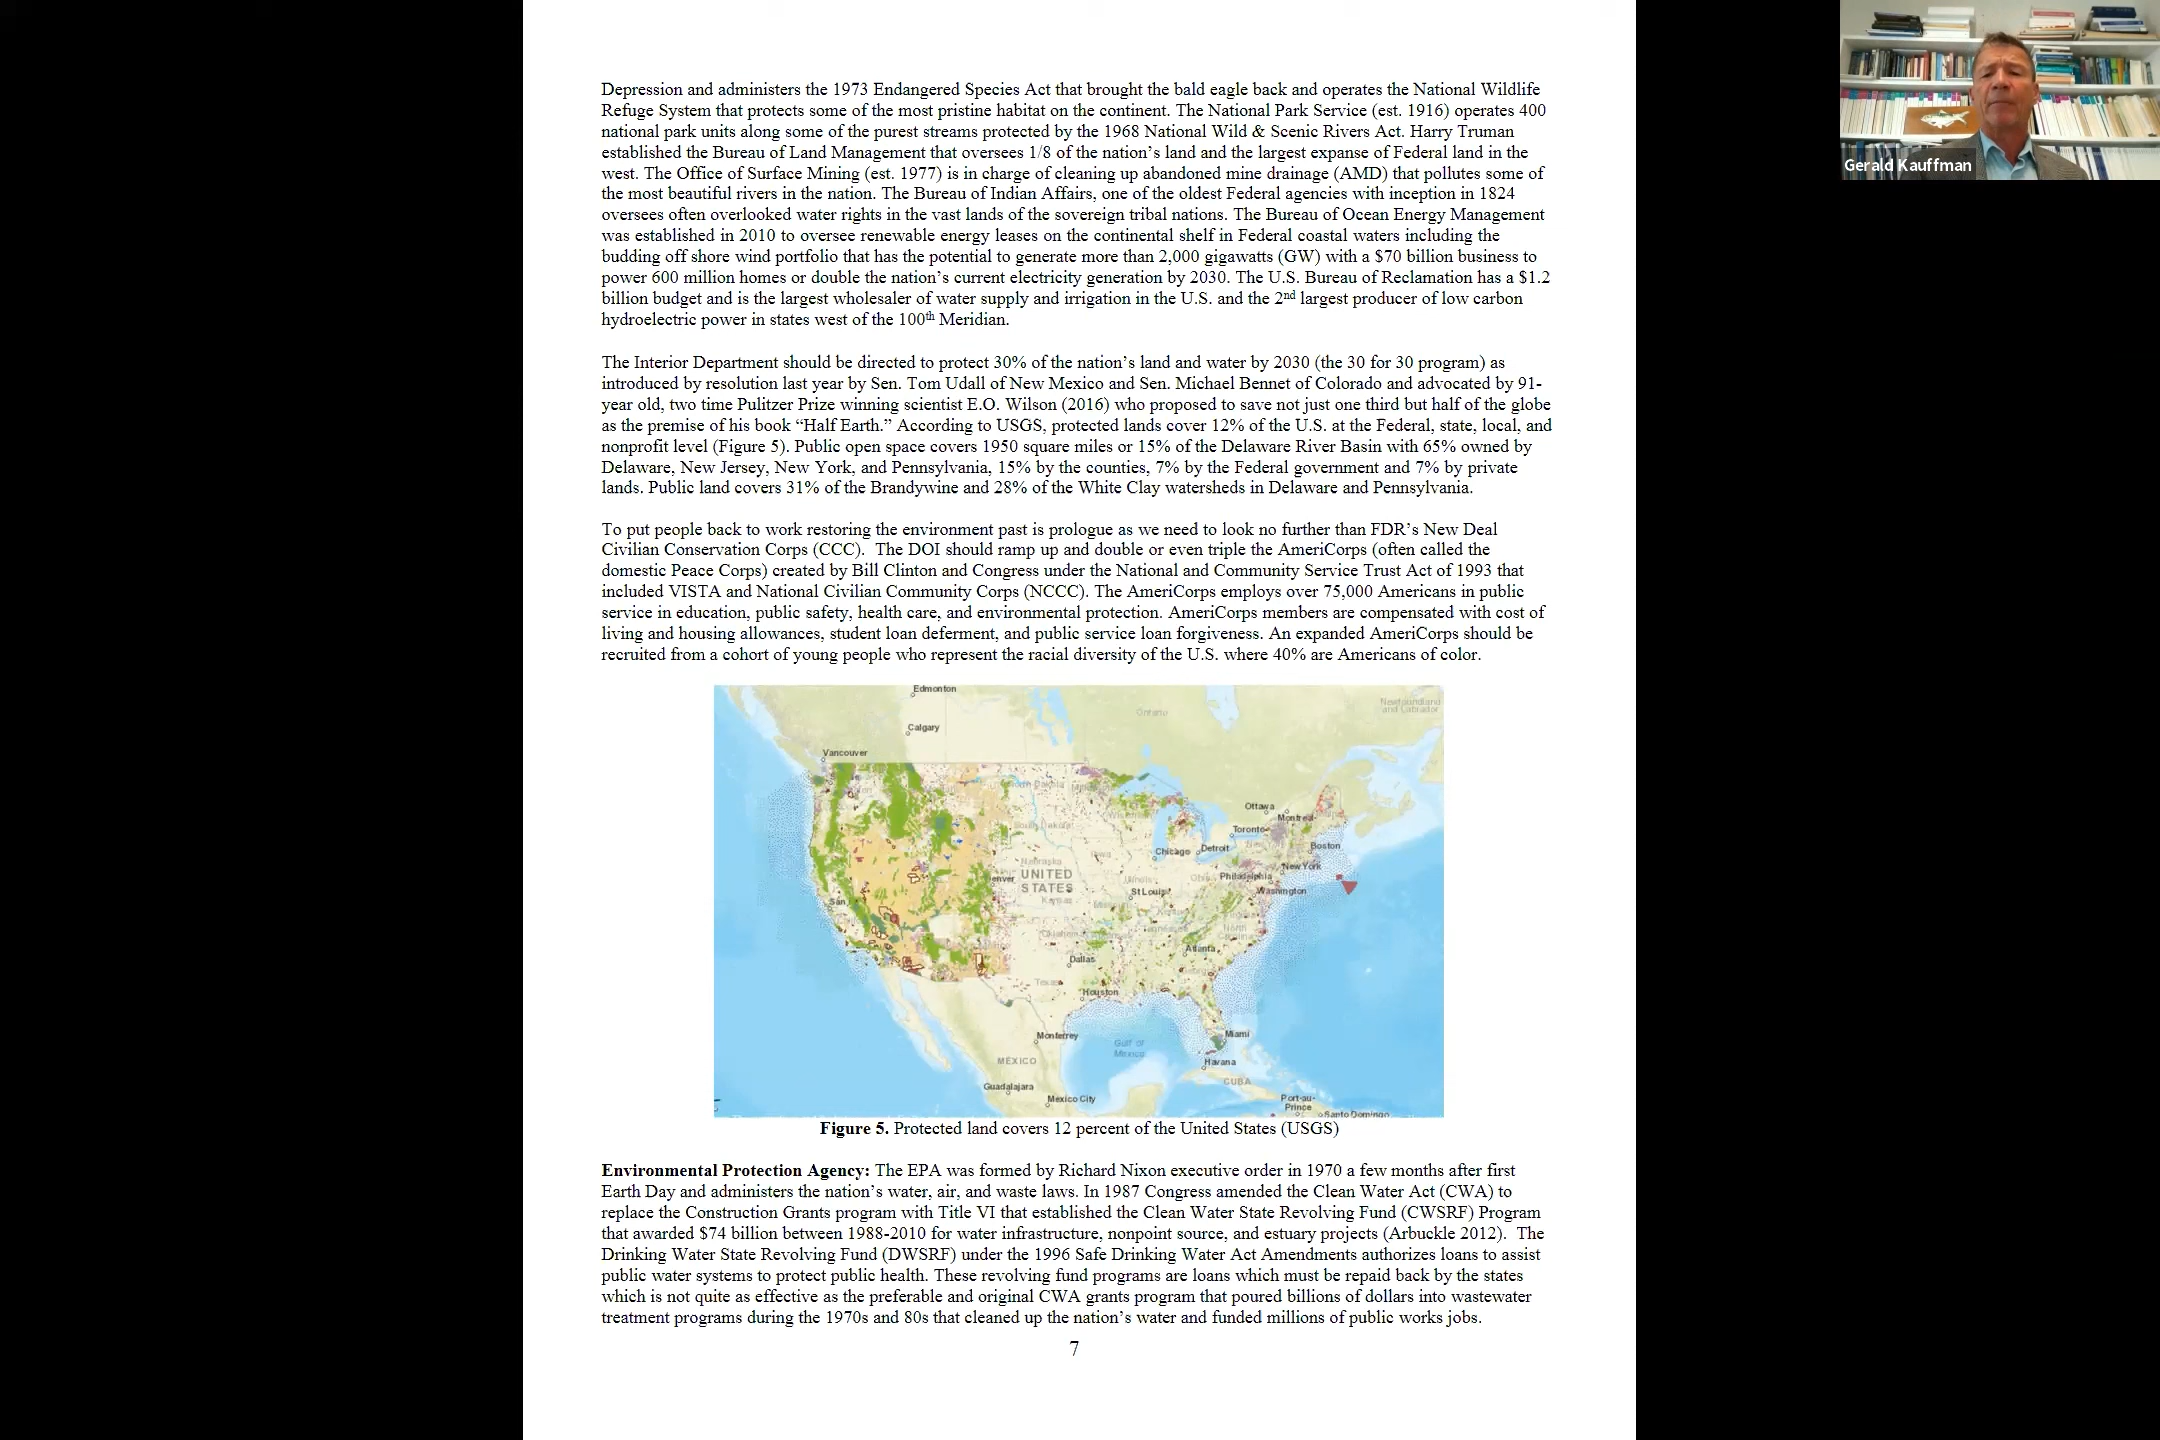 Depression and administers the 1973 Endangered Species Act that brought the bald eagle back and operates the National Wildlife
Refuge System that protects some of the most pristine habitat on the continent. The National Park Service (est. 1916) operates 400
national park units along some of the purest streams protected by the 1968 National Wild & Scenic Rivers Act. Harry Truman
established the Bureau of Land Management that oversees 1/8 of the nation's land and the largest expanse of Federal land in the
west. The Office of Surface Mining (est. 1977) is in charge of cleaning up abandoned mine drainage (AMD) that pollutes some of
the most beautiful rivers in the nation. The Bureau of Indian Affairs, one of the oldest Federal agencies with inception in 1824
oversees often overlooked water rights in the vast lands of the sovereign tribal nations. The Bureau of Ocean Energy Management
was established in 2010 to oversee renewable energy leases on the continental shelf in Federal coastal waters including the
budding off shore wind portfolio that has the potential to generate more than 2,000 gigawatts (GW) with a $70 billion business to
power 600 million homes or double the nation's current electricity generation by 2030. The U.S. Bureau of Reclamation has a $1.2
billion budget and is the largest wholesaler of water supply and irrigation in the U.S. and the 2nd largest producer of low carbon
hydroelectric power in states west of the 100th Meridian.
The Interior Department should be directed to protect 30% of the nation's land and water by 2030 (the 30 for 30 program) as
introduced by resolution last year by Sen. Tom Udall of New Mexico and Sen. Michael Bennet of Colorado and advocated by 91-
year old, two time Pulitzer Prize winning scientist E.O. Wilson (2016) who proposed to save not just one third but half of the globe
as the premise of his book "Half Earth." According to USGS, protected lands cover 12% of the U.S. at the Federal, state, local, and
nonprofit level (Figure 5). Public open space covers 1950 square miles or 15% of the Delaware River Basin with 65% owned by
Delaware, New Jersey, New York, and Pennsylvania, 15% by the counties, 7% by the Federal government and 7% by private
lands. Public land covers 31% of the Brandywine and 28% of the White Clay watersheds in Delaware and Pennsylvania.
To put people back to work restoring the environment past is prologue as we need to look no further than FDR's New Deal
Civilian Conservation Corps (CCC).  The DOI should ramp up and double or even triple the AmeriCorps (often called the
domestic Peace Corps) created by Bill Clinton and Congress under the National and Community Service Trust Act of 1993 that
included VISTA and National Civilian Community Corps (NCCC). The AmeriCorps employs over 75,000 Americans in public
service in education, public safety, health care, and environmental protection. AmeriCorps members are compensated with cost of
living and housing allowances, student loan deferment, and public service loan forgiveness. An expanded AmeriCorps should be
recruited from a cohort of young people who represent the racial diversity of the U.S. where 40% are Americans of color.
Edmonton
Newfoundland
and Labrador
Ontario
Calgary
Vancouver
North Dakota
Ottawa
Montreal
South Dakota
Toronto
Boston
Chicago
Detroit
Nebraska
Iowa
New York
UNITED
STATES
Illinois
Philadelphia
St Louis
Washington
Kansas
San
North
Carolina
Oklahoma
Tennessee
Atlanta
Dallas
Texas
Houston
Monterrey
Miami
Gulf of
Mexico
MÉXICO
Havana
CUBA
Guadalajara
Mexico City
Port-au-
Prince
Santo Domingo
Figure 5. Protected land covers 12 percent of the United States (USGS)
Environmental Protection Agency: The EPA was formed by Richard Nixon executive order in 1970 a few months after first
Earth Day and administers the nation's water, air, and waste laws. In 1987 Congress amended the Clean Water Act (CWA) to
replace the Construction Grants program with Title VI that established the Clean Water State Revolving Fund (CWSRF) Program
that awarded $74 billion between 1988-2010 for water infrastructure, nonpoint source, and estuary projects (Arbuckle 2012).  The
Drinking Water State Revolving Fund (DWSRF) under the 1996 Safe Drinking Water Act Amendments authorizes loans to assist
public water systems to protect public health. These revolving fund programs are loans which must be repaid back by the states
which is not quite as effective as the preferable and original CWA grants program that poured billions of dollars into wastewater
treatment programs during the 1970s and 80s that cleaned up the nation's water and funded millions of public works jobs.
7
Gerald Kauffman